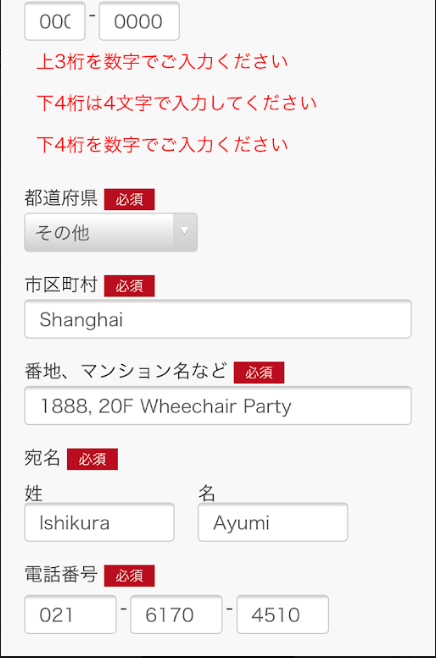 000 - 0000
上3桁を数字でご入力ください
下4桁は4文字で入力してください
下4桁を数字でご入力ください
都道府県 必須
その他
市区町村 必須
Shanghai
番地、マンション名など 必須
1888, 20F Wheechair Party
宛名 必須
姓 名
Ishikura Ayumi
電話番号 必須
021 - 6170 - 4510